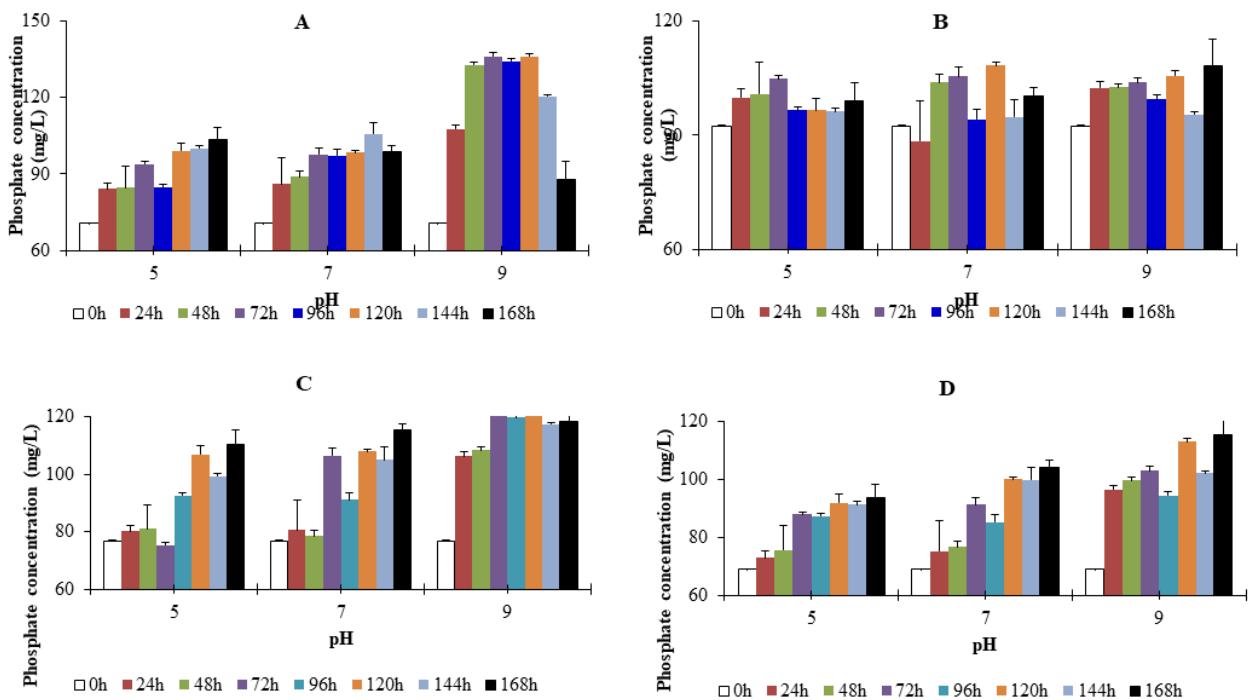 A
Phosphate concentration
(mg/L)
150
120
90
60
5
7
9
pH
0h
24h
48h
72h
96h
120h
144h
168h
B
Phosphate concentration
(mg/L)
120
90
60
5
7
9
pH
0h
24h
48h
72h
96h
120h
144h
168h
C
Phosphate concentration (mg/L)
120
100
80
60
5
7
9
pH
0h
24h
48h
72h
96h
120h
144h
168h
D
Phosphate concentration (mg/L)
120
100
80
60
5
7
9
pH
0h
24h
48h
72h
96h
120h
144h
168h